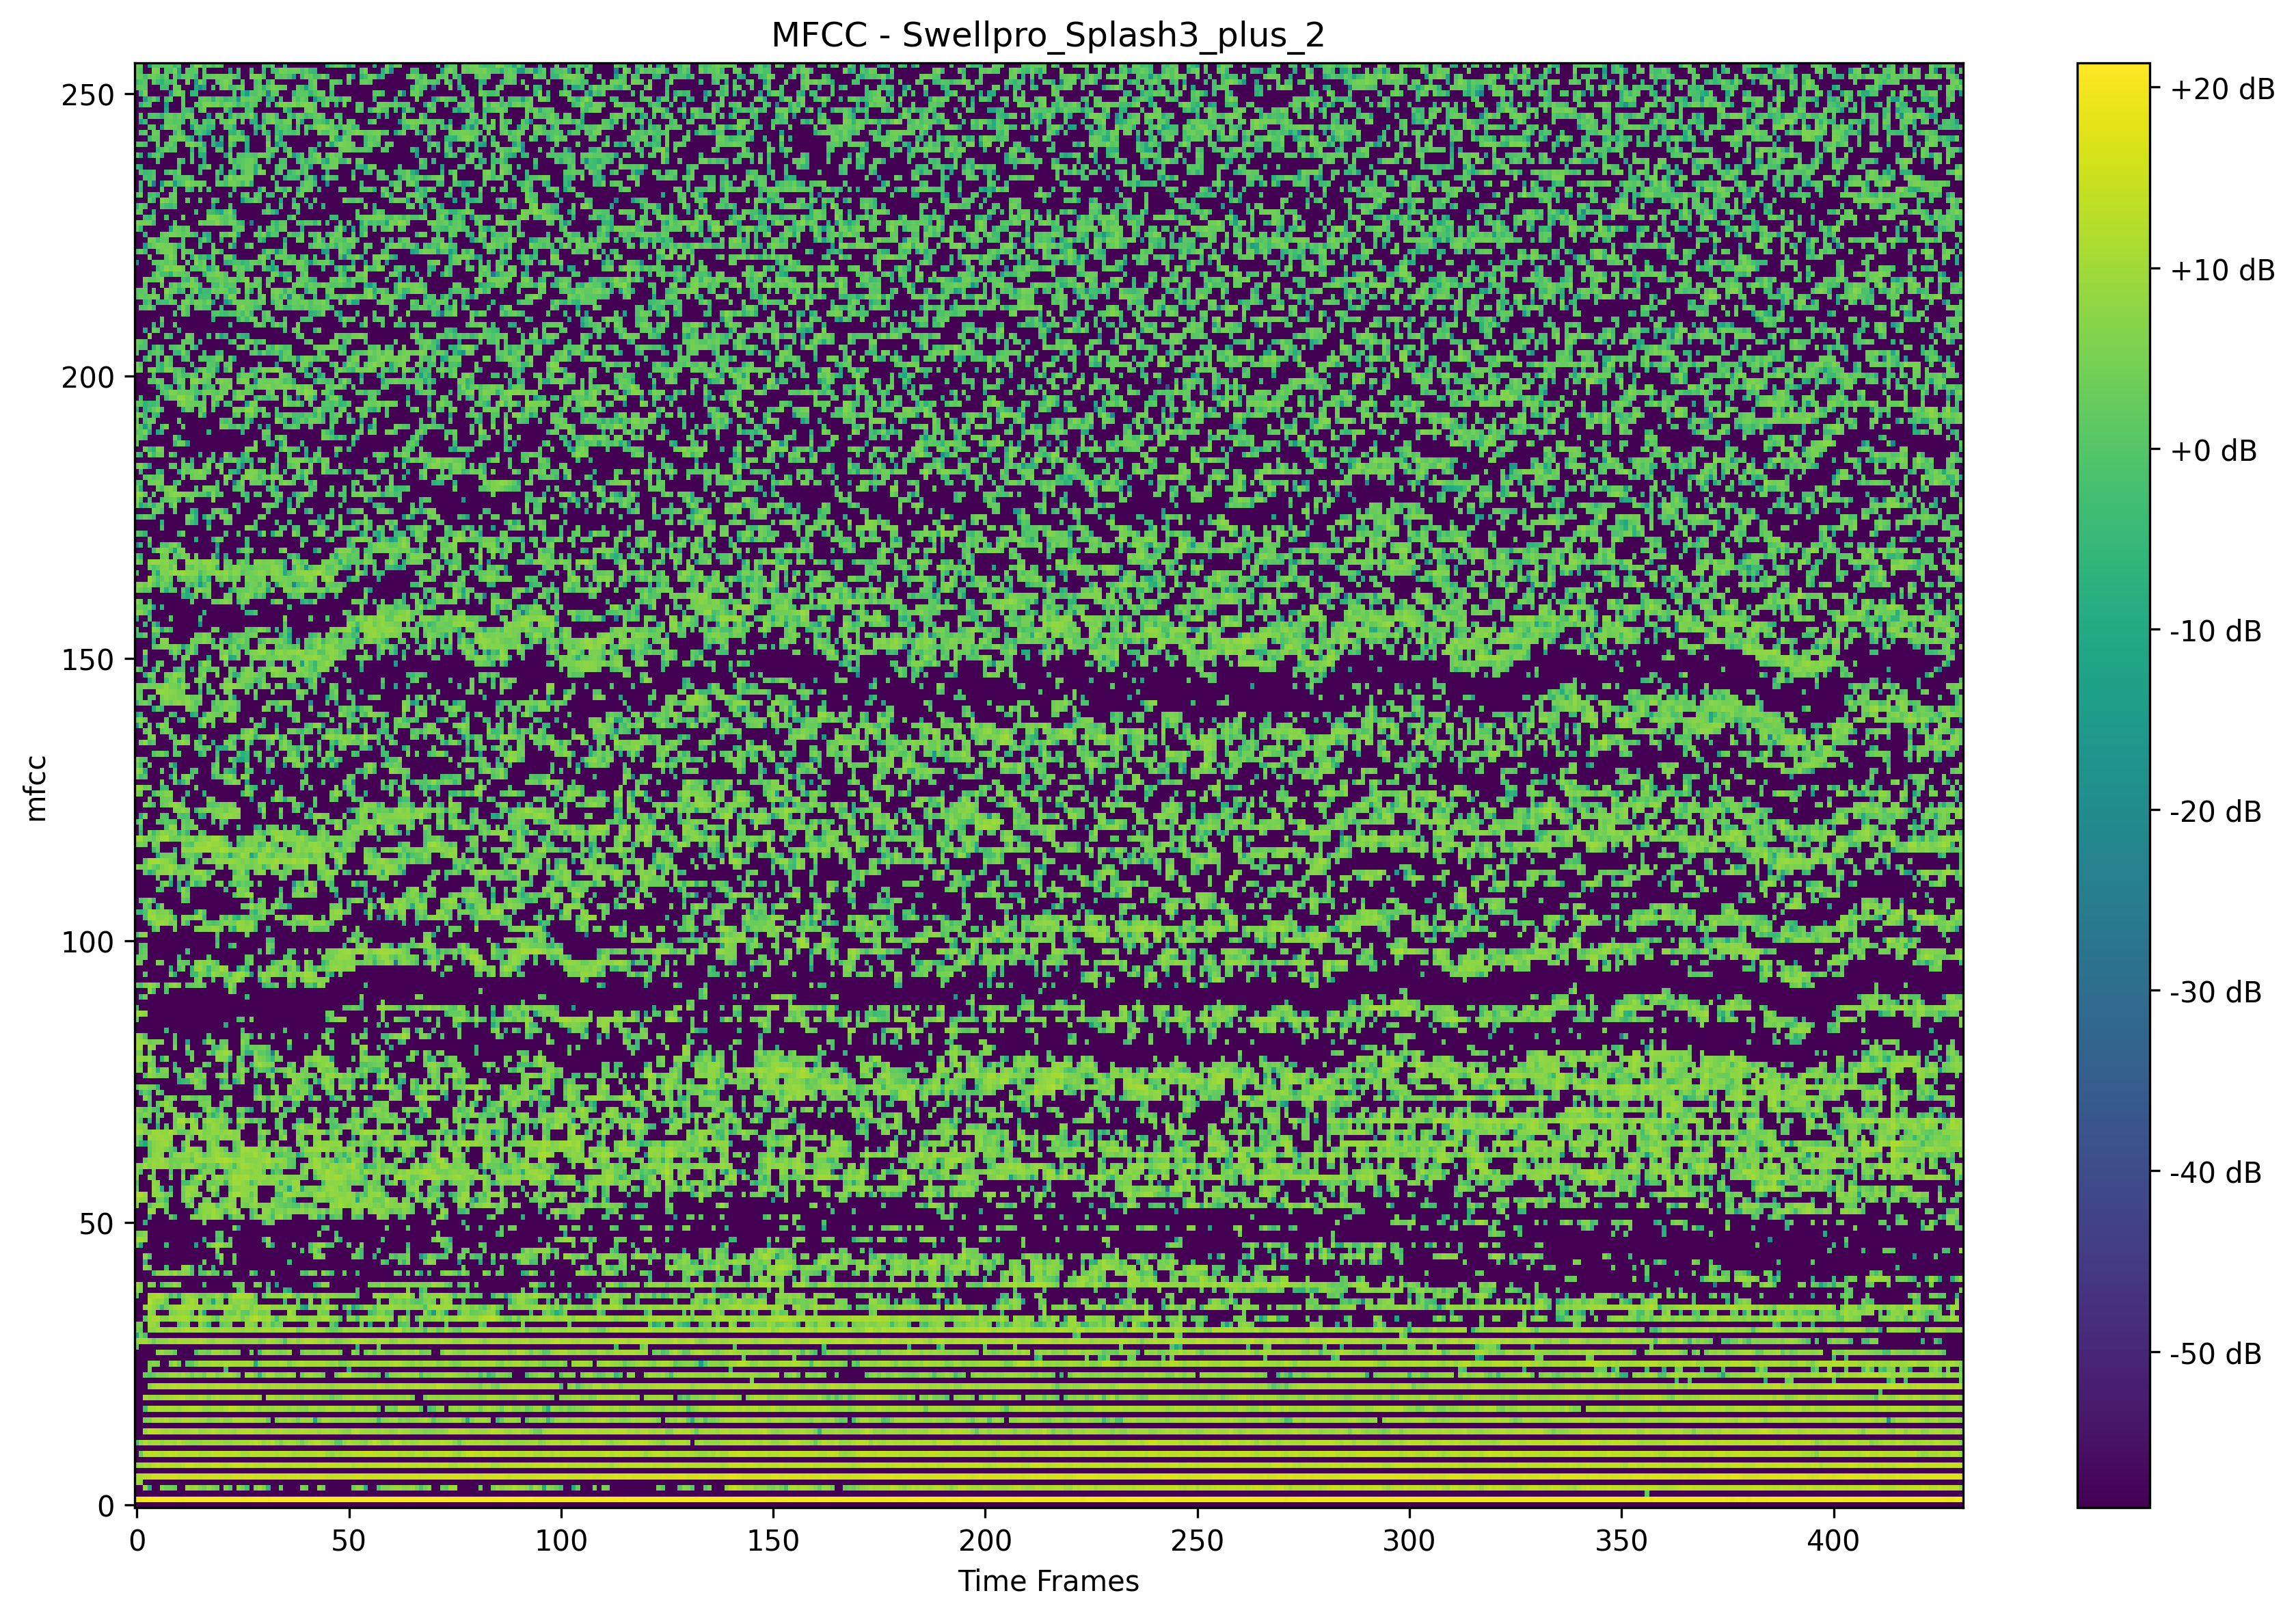 MFCC - Swellpro_Splash3_plus_2
250
200
150
100
50
0
mfcc
0
50
100
150
200
250
300
350
400
Time Frames
+20 dB
+10 dB
+0 dB
-10 dB
-20 dB
-30 dB
-40 dB
-50 dB